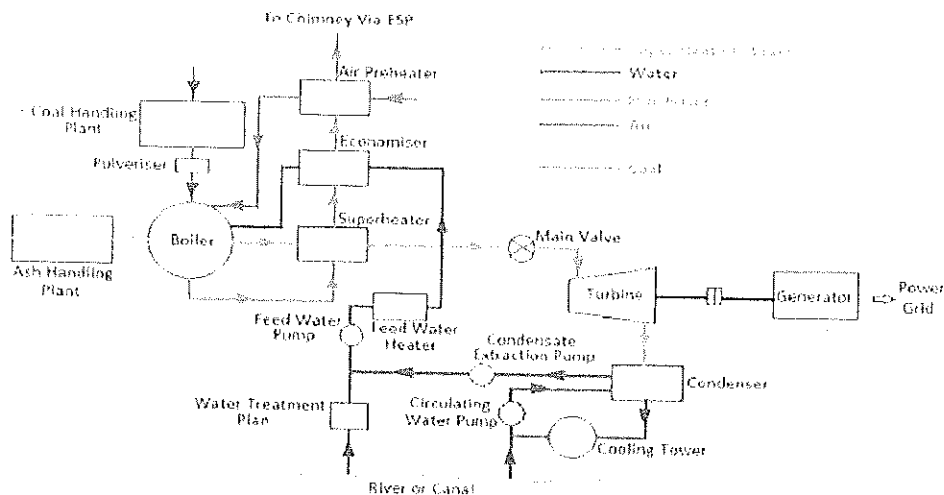 To Chimney Via ESP
Air Preheater
Water
Coal Handling
Plant
Air
Economiser
Pulveriser
Coal
Superheater
Boiler
Main Valve
Ash Handling
Plant
Turbine
Generator
Power
Grid
Feed Water
Pump
Feed Water
Heater
Condensate
Extraction Pump
Condenser
Water Treatment
Plan
Circulating
Water Pump
Cooling Tower
River or Canal